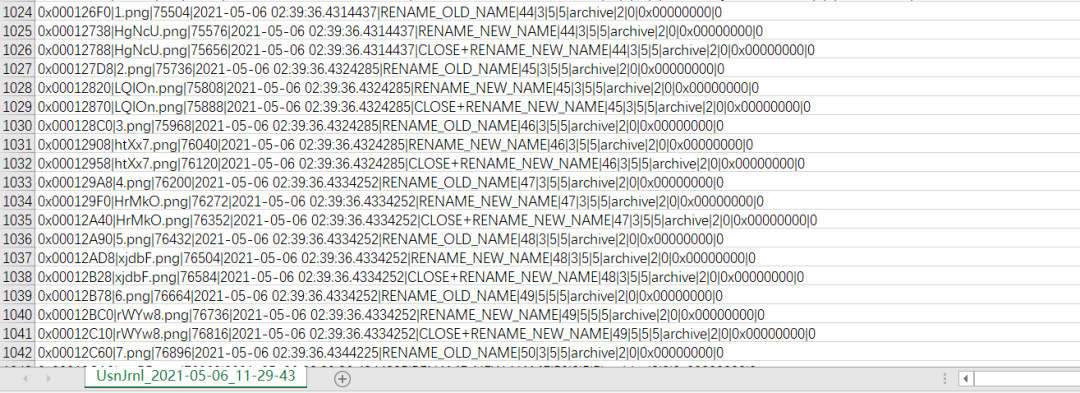 1024 0x000126F0|1.png|75504|2021-05-06 02:39:36.4314437|RENAME_OLD_NAME|44|3|5|5|archive|2|0|0x00000000|0
1025 0x00012738|HgNcU.png|75576|2021-05-06 02:39:36.4314437|RENAME_NEW_NAME|44|3|5|5|archive|2|0|0x00000000|0
1026 0x00012788|HgNcU.png|75656|2021-05-06 02:39:36.4314437|CLOSE+RENAME_NEW_NAME|44|3|5|5|archive|2|0|0x00000000|0
1027 0x000127D8|2.png|75736|2021-05-06 02:39:36.4324285|RENAME_OLD_NAME|45|3|5|5|archive|2|0|0x00000000|0
1028 0x00012820|LQIOn.png|75808|2021-05-06 02:39:36.4324285|RENAME_NEW_NAME|45|3|5|5|archive|2|0|0x00000000|0
1029 0x00012870|LQIOn.png|75888|2021-05-06 02:39:36.4324285|CLOSE+RENAME_NEW_NAME|45|3|5|5|archive|2|0|0x00000000|0
1030 0x000128C0|3.png|75968|2021-05-06 02:39:36.4324285|RENAME_OLD_NAME|46|3|5|5|archive|2|0|0x00000000|0
1031 0x00012908|htXx7.png|76040|2021-05-06 02:39:36.4324285|RENAME_NEW_NAME|46|3|5|5|archive|2|0|0x00000000|0
1032 0x00012958|htXx7.png|76120|2021-05-06 02:39:36.4324285|CLOSE+RENAME_NEW_NAME|46|3|5|5|archive|2|0|0x00000000|0
1033 0x000129A8|4.png|76200|2021-05-06 02:39:36.4334252|RENAME_OLD_NAME|47|3|5|5|archive|2|0|0x00000000|0
1034 0x000129F0|HrMkO.png|76272|2021-05-06 02:39:36.4334252|RENAME_NEW_NAME|47|3|5|5|archive|2|0|0x00000000|0
1035 0x00012A40|HrMkO.png|76352|2021-05-06 02:39:36.4334252|CLOSE+RENAME_NEW_NAME|47|3|5|5|archive|2|0|0x00000000|0
1036 0x00012A90|5.png|76432|2021-05-06 02:39:36.4334252|RENAME_OLD_NAME|48|3|5|5|archive|2|0|0x00000000|0
1037 0x00012AD8|xjdbF.png|76504|2021-05-06 02:39:36.4334252|RENAME_NEW_NAME|48|3|5|5|archive|2|0|0x00000000|0
1038 0x00012B28|xjdbF.png|76584|2021-05-06 02:39:36.4334252|CLOSE+RENAME_NEW_NAME|48|3|5|5|archive|2|0|0x00000000|0
1039 0x00012B78|6.png|76664|2021-05-06 02:39:36.4334252|RENAME_OLD_NAME|49|5|5|5|archive|2|0|0x00000000|0
1040 0x00012BC0|rWYw8.png|76736|2021-05-06 02:39:36.4334252|RENAME_NEW_NAME|49|5|5|5|archive|2|0|0x00000000|0
1041 0x00012C10|rWYw8.png|76816|2021-05-06 02:39:36.4334252|CLOSE+RENAME_NEW_NAME|49|5|5|5|archive|2|0|0x00000000|0
1042 0x00012C60|7.png|76896|2021-05-06 02:39:36.4344225|RENAME_OLD_NAME|50|3|5|5|archive|2|0|0x00000000|0
UsnJrnl_2021-05-06_11-29-43